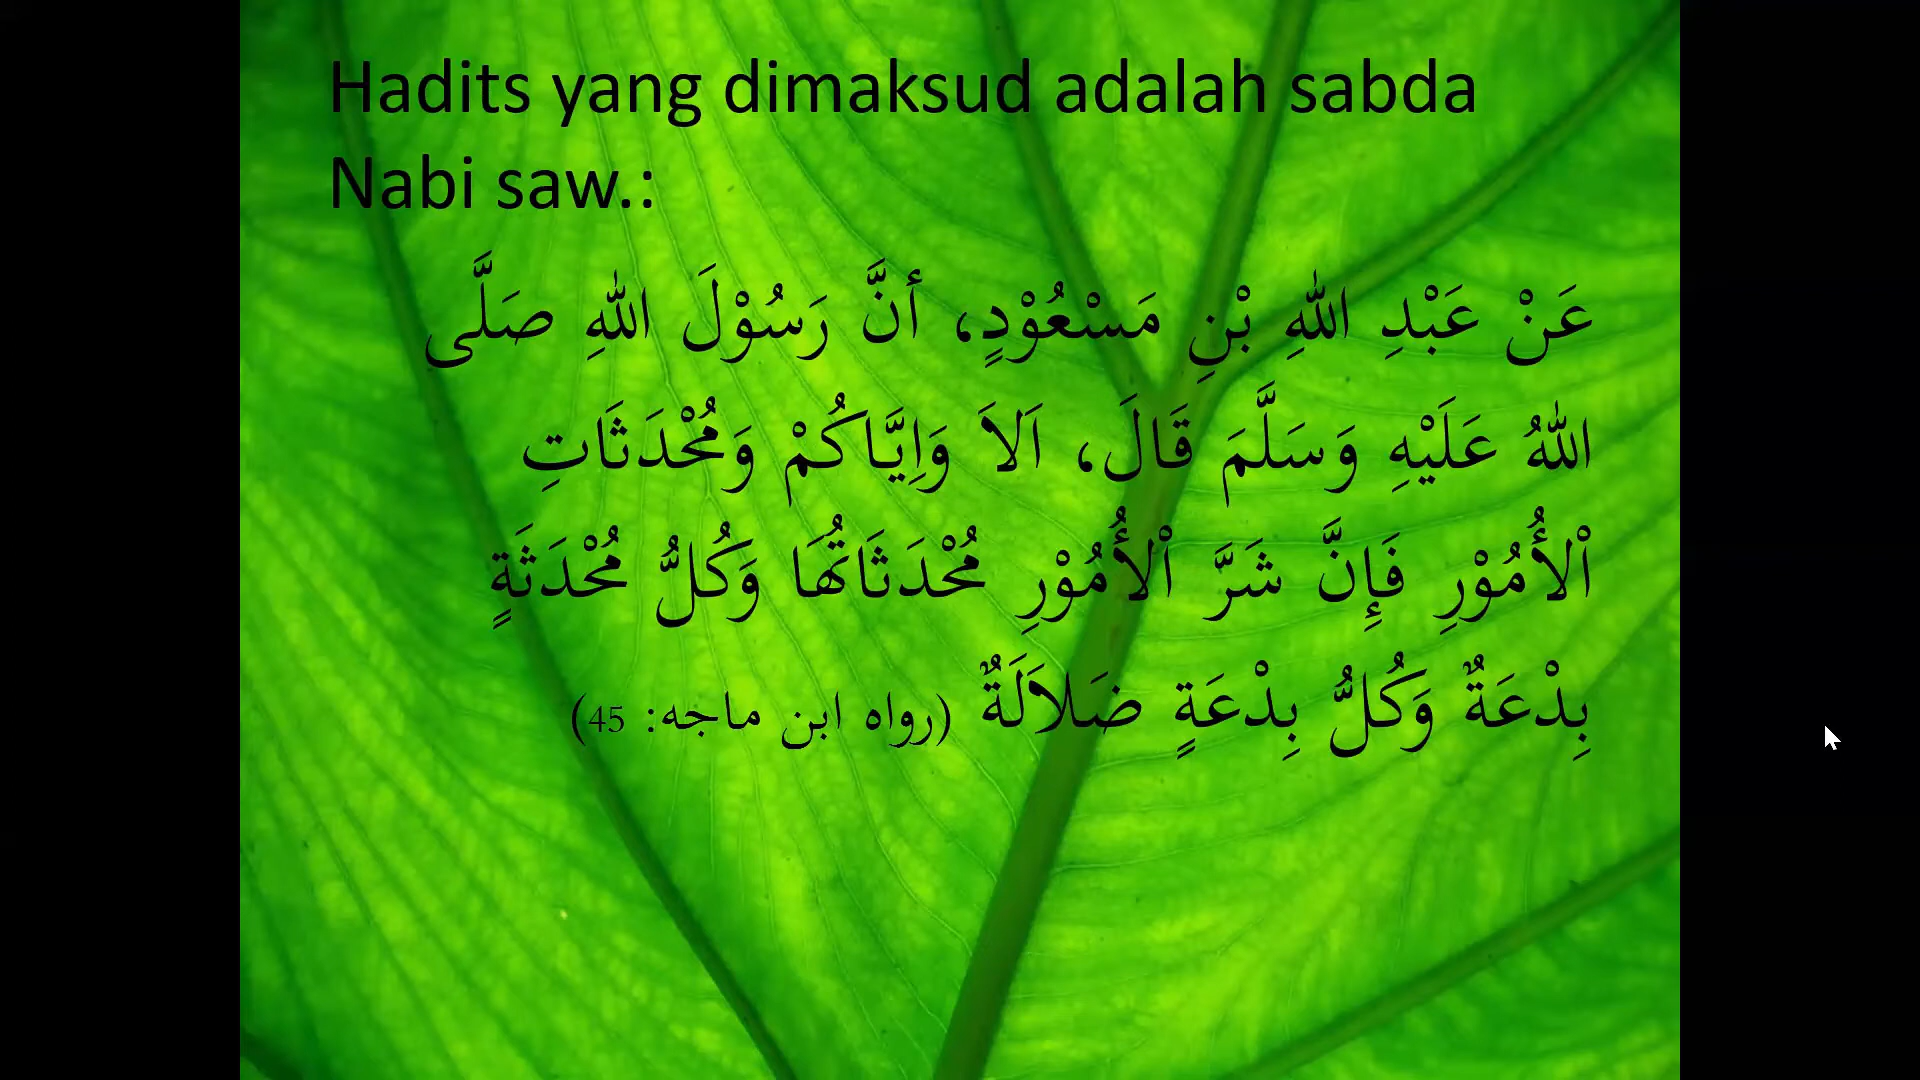 Hadits yang dimaksud adalah sabda
Nabi saw.:
عَنْ عَبْدِ اللهِ بْنِ مَسْعُوْدٍ، أنَّ رَسُوْلَ اللهِ صَلَّى
اللهُ عَلَيْهِ وَسَلَّمَ قَالَ، اَلاَ وَاِيَّاكُمْ وَمُحْدَثَاتِ
اْلأُمُوْرِ فَإِنَّ شَرَّ اْلأُمُوْرِ مُحْدَثَاتُهَا وَكُلُّ مُحْدَثَةٍ
بِدْعَةٌ وَكُلُّ بِدْعَةٍ ضَلاَلَةٌ (رواه ابن ماجه: 45)